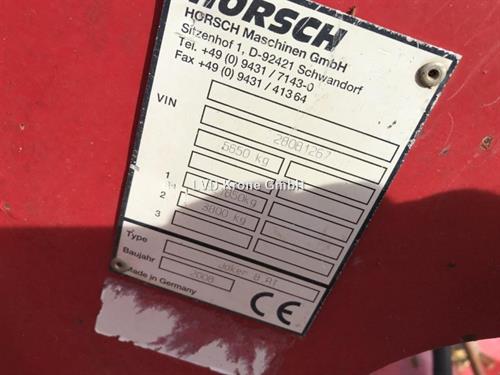 HORSCH
HORSCH Maschinen GmbH
Sitzenhof 1, D-92421 Schwandorf
Tel. +49 (0) 9431 / 7143-0
Fax +49 (0) 9431 / 41364
VIN
28081267
5650 kg
1
2
3000 kg
3
LVD Krone GmbH
Type
Joker 8 RT
Baujahr
2008
Made in Germany
CE